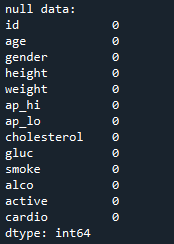 null data:
id 0
age 0
gender 0
height 0
weight 0
ap_hi 0
ap_lo 0
cholesterol 0
gluc 0
smoke 0
alco 0
active 0
cardio 0
dtype: int64